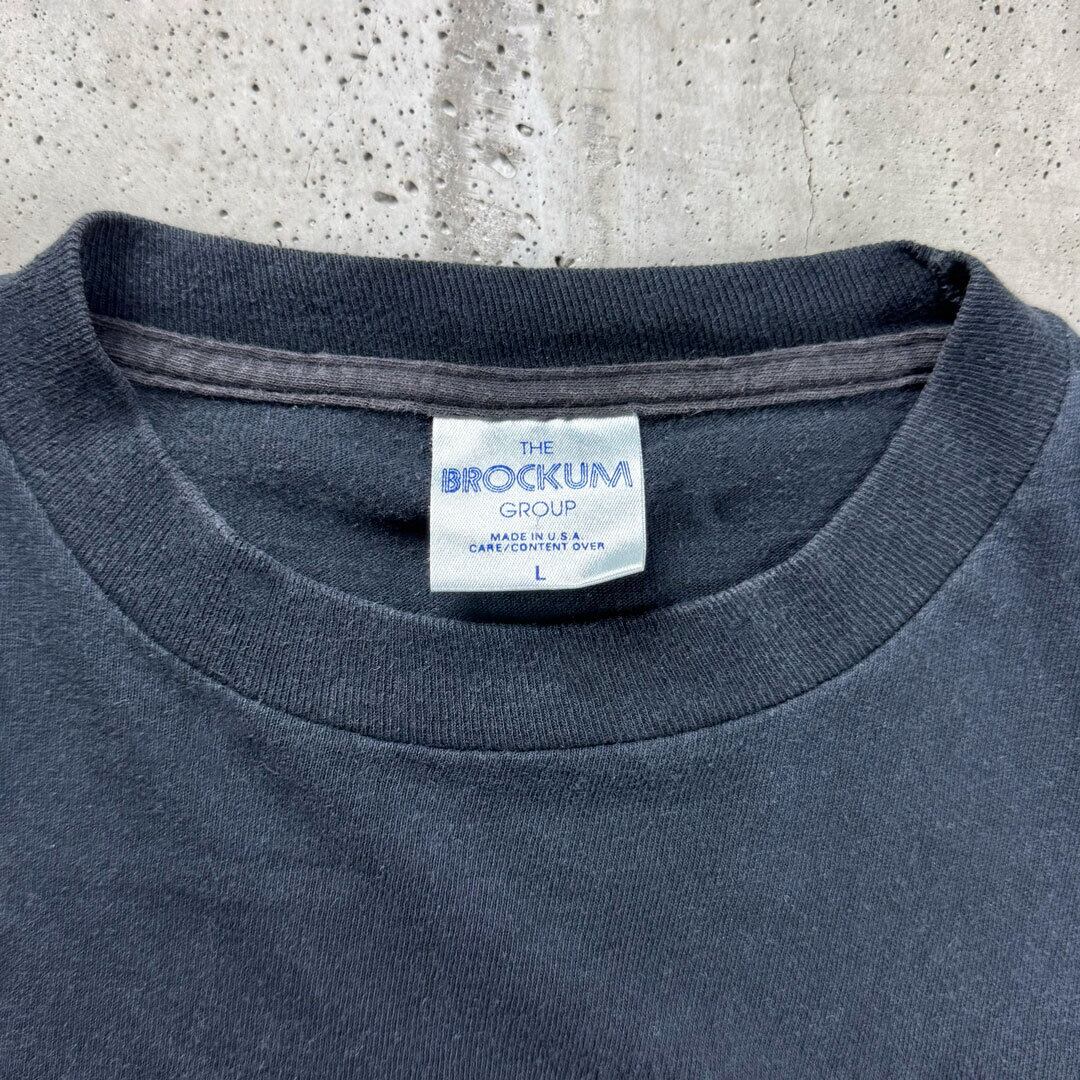 THE
BROCKUM
GROUP
MADE IN U.S.A.
CARE/CONTENT OVER
L